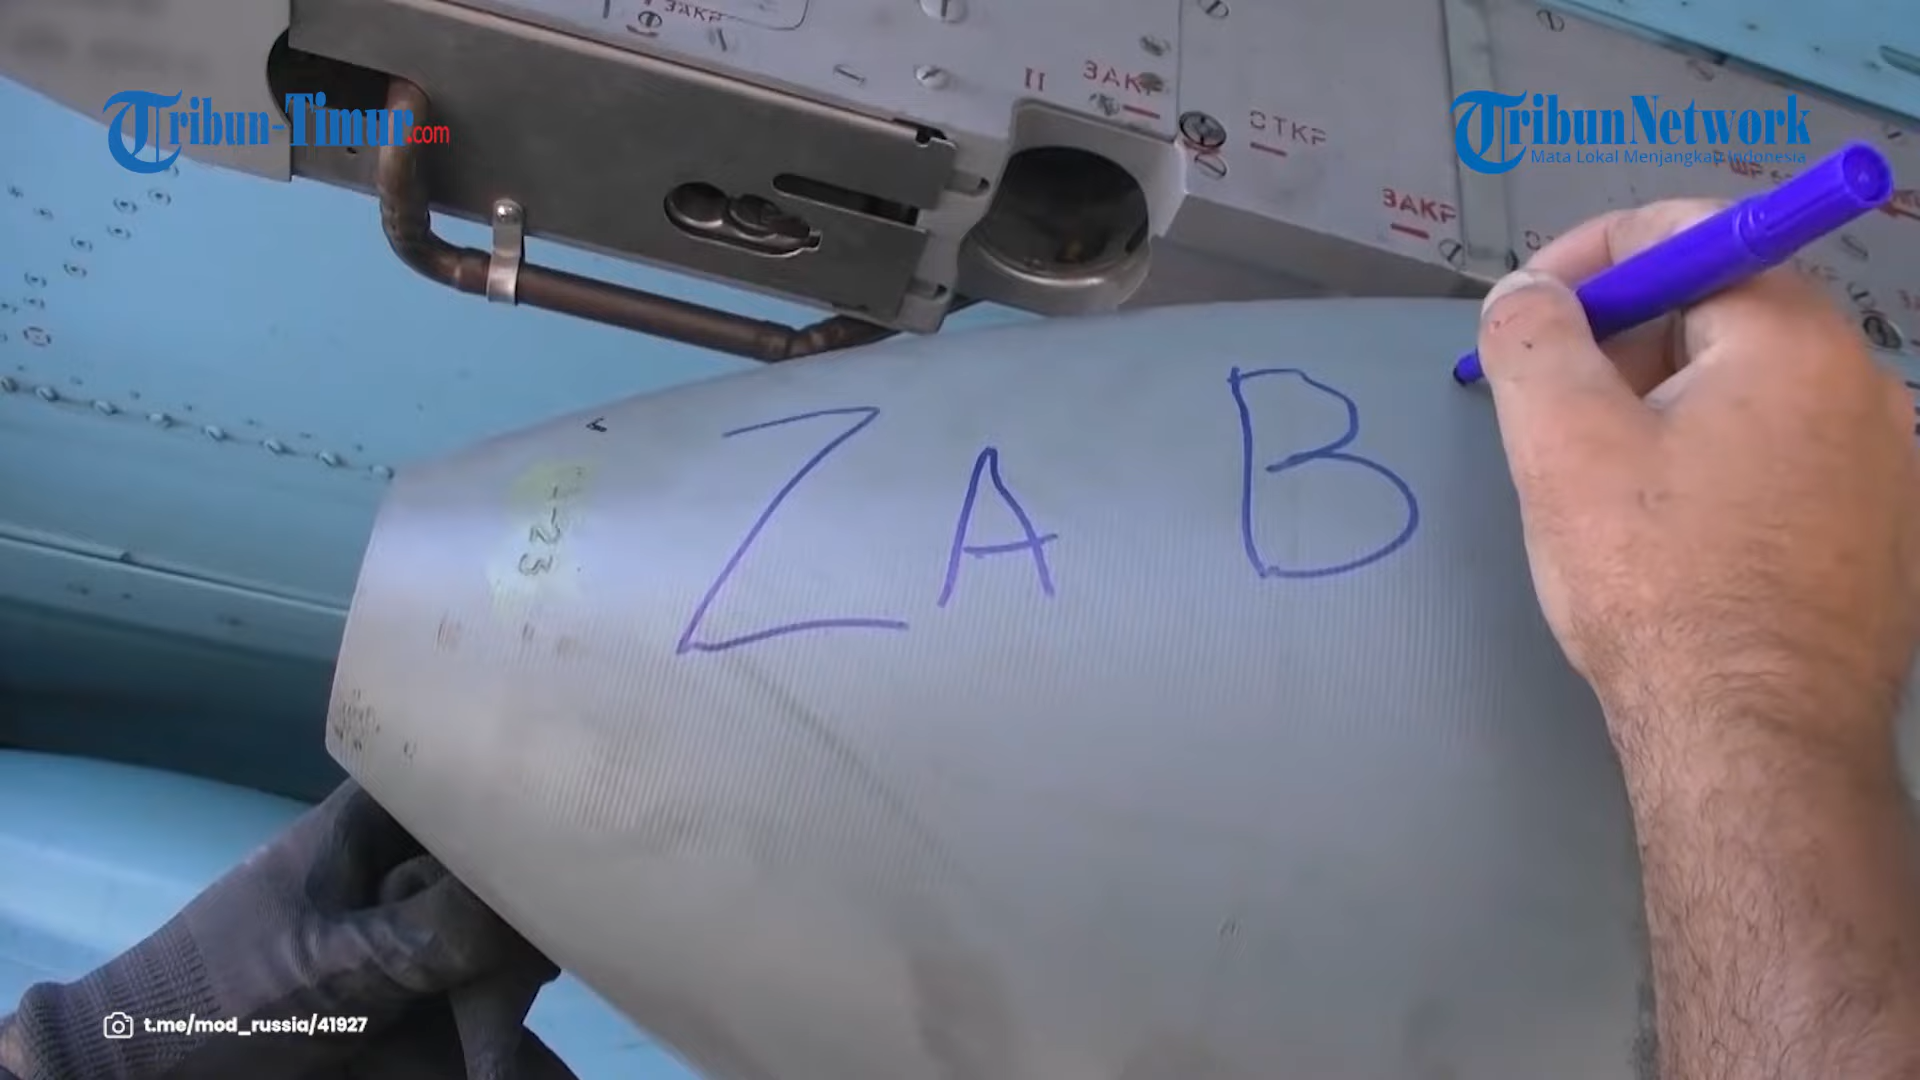 ЗАКР
Tribun-Timur.com
II ЗАКР
ОТКР
TribunNetwork
Mata Lokal Menjangkau Indonesia
ЗАКР
ZA B
t.me/mod_russia/41927